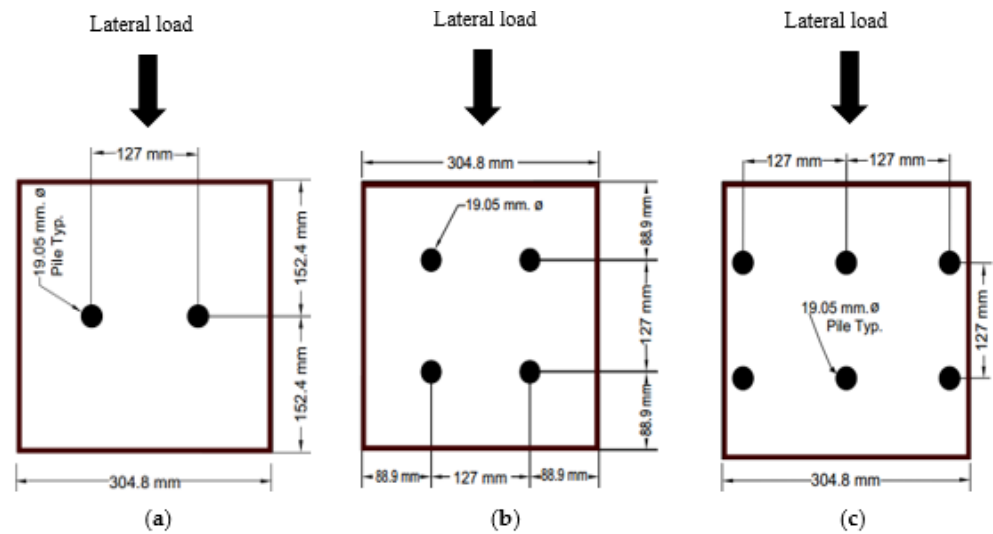 Lateral load
127 mm
19.05 mm. ø
Pile Typ.
152.4 mm
152.4 mm
304.8 mm
(a)
Lateral load
304.8 mm
19.05 mm. ø
88.9 mm
127 mm
88.9 mm
88.9 mm
127 mm
88.9 mm
(b)
Lateral load
127 mm
127 mm
19.05 mm. ø
Pile Typ.
127 mm
304.8 mm
(c)